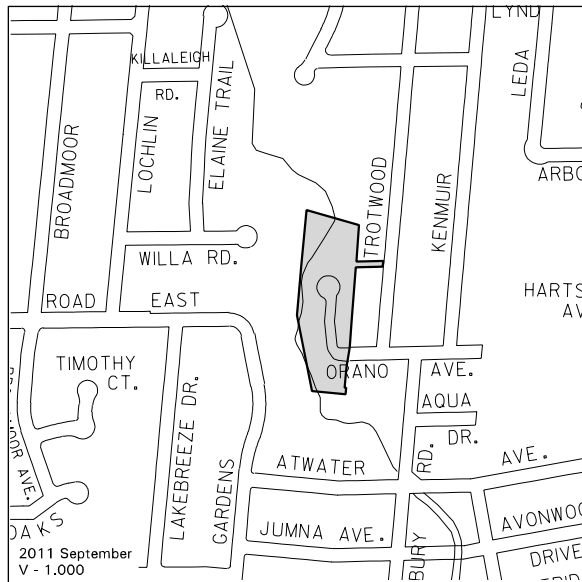 LYND
KILLALEIGH
RD.
LEDA
ELAINE TRAIL
LOCHLIN
BROADMOOR
ARBO
TROTWOOD
KENMUIR
WILLA RD.
HARTS
AV
ROAD EAST
TIMOTHY
CT.
ORANO AVE.
AQUA
DR.
LAKEBREEZE DR.
GARDENS
ATWATER AVE.
RD.
MOOR AVE.
OAKS
JUMNA AVE.
AVONWOO
BURY
DRIVE
2011 September
V - 1.000